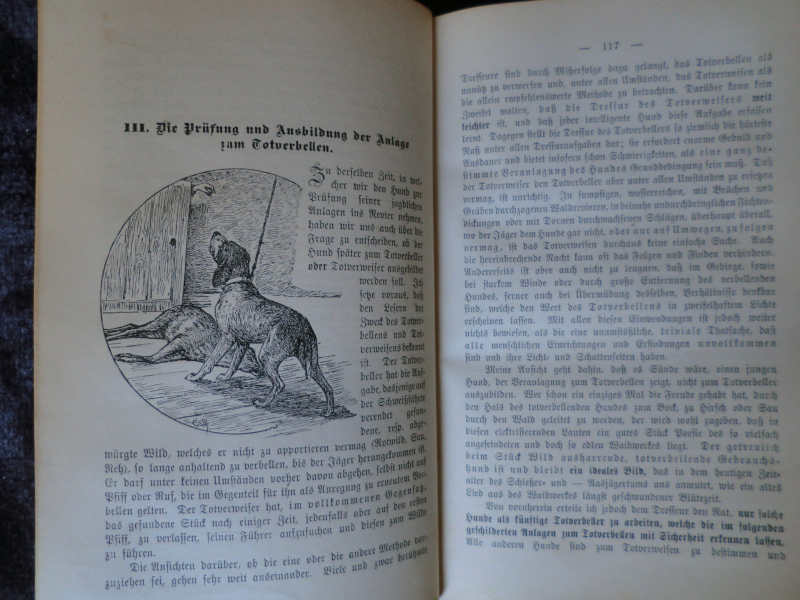 III. Die Prüfung und Ausbildung der Anlage
zum Totverbellen.
Zu derselben Zeit, in wel-
cher wir den Hund zur
Prüfung seiner jagdlichen
Anlagen ins Revier nehmen,
haben wir uns auch über die
Frage zu entscheiden, ob der
Hund später zum Totverbeller
oder Totverweiser ausgebildet
werden soll. Ich
setze voraus, daß
den Lesern der
Zweck des Totver-
bellens und Tot-
verweisens bekannt
ist. Der Totver-
beller hat die Auf-
gabe, dasjenige auf
der Schweißfährte
verendet gefun-
dene, resp. abge-
würgte Wild, welches er nicht zu apportieren vermag (Rotwild, Sau,
Reh), so lange anhaltend zu verbellen, bis der Jäger herangekommen ist.
Er darf unter keinen Umständen vorher davon abgehen, selbst nicht auf
Pfiff oder Ruf, die im Gegenteil für ihn als Anregung zu erneutem Ver-
bellen gelten. Der Totverweiser hat, im vollkommenen Gegensatz,
das gesundene Stück nach einiger Zeit, jedenfalls aber auf den ersten
Pfiff, zu verlassen, seinen Führer aufzusuchen und diesen zum Wilde
zu führen.
Die Ansichten darüber, ob die eine oder die andere Methode vor-
zuziehen sei, gehen sehr weit auseinander. Viele und zwar berühmte
— 117 —
Dresseure sind durch Mißerfolge dazu gelangt, das Totverbellen als
unnütz zu verwerfen und, unter allen Umständen, das Totverweisen als
die allein empfehlenswerte Methode zu betrachten. Darüber kann kein
Zweifel walten, daß die Dressur des Totverweisers weit
leichter ist, und daß jeder intelligente Hund diese Aufgabe erfassen
lernt. Dagegen stellt die Dressur des Totverbellers so ziemlich die härteste
Nuß unter allen Dressuraufgaben dar; sie erfordert enorme Geduld und
Ausdauer und bietet insofern schon Schwierigkeiten, als eine ganz be-
stimmte Veranlagung des Hundes Grundbedingung sein muß. Daß
der Totverweiser den Totverbeller aber unter allen Umständen zu ersetzen
vermag, ist unrichtig. In sumpfigen, wasserreichen, mit Brüchen und
Gräben durchzogenen Waldrevieren, in beinahe undurchdringlichen Fichten-
dickungen oder mit Dornen durchwachsenen Schlägen, überhaupt überall,
wo der Jäger dem Hunde gar nicht, oder nur auf Umwegen, zu folgen
vermag, ist das Totverweisen durchaus keine einfache Sache. Auch
die hereinbrechende Nacht kann oft das Folgen und Finden verhindern.
Andererseits ist aber auch nicht zu leugnen, daß im Gebirge, sowie
bei starkem Winde oder durch große Entfernung des verbellenden
Hundes, ferner auch bei Übermüdung desselben, Verhältnisse denkbar
sind, welche den Wert des Totverbellens in zweifelhaftem Lichte
erscheinen lassen. Mit allen diesen Einwendungen ist jedoch weiter
nichts bewiesen, als die eine unumstößliche, triviale Thatsache, daß
alle menschlichen Einrichtungen und Erfindungen unvollkommen
sind und ihre Licht- und Schattenseiten haben.
Meine Ansicht geht dahin, daß es Sünde wäre, einen jungen
Hund, der Veranlagung zum Totverbellen zeigt, nicht zum Totverbeller
auszubilden. Wer schon ein einziges Mal die Freude gehabt hat, durch
den Hals des totverbellenden Hundes zum Bock, zu Hirsch oder Sau
durch den Wald geleitet zu werden, der wird wohl zugeben, daß in
diesen elektrisierenden Lauten ein gutes Stück Poesie des so vielfach
angefeindeten und doch so edlen Waidwerkes liegt. Der getreulich
beim Stück Wild ausharrende, totverbellende Gebrauchs-
hund ist und bleibt ein ideales Bild, das in dem heutigen Zeit-
alter des Schießer- und — Aasjägertums uns anmutet, wie ein altes
Lied aus des Waidwerkes längst geschwundener Blütezeit.
Von vornherein erteile ich jedoch dem Dresseur den Rat, nur solche
Hunde als künftige Totverbeller zu arbeiten, welche die im folgenden
geschilderten Anlagen zum Totverbellen mit Sicherheit erkennen lassen.
Alle anderen Hunde sind zum Totverweisen zu bestimmen und